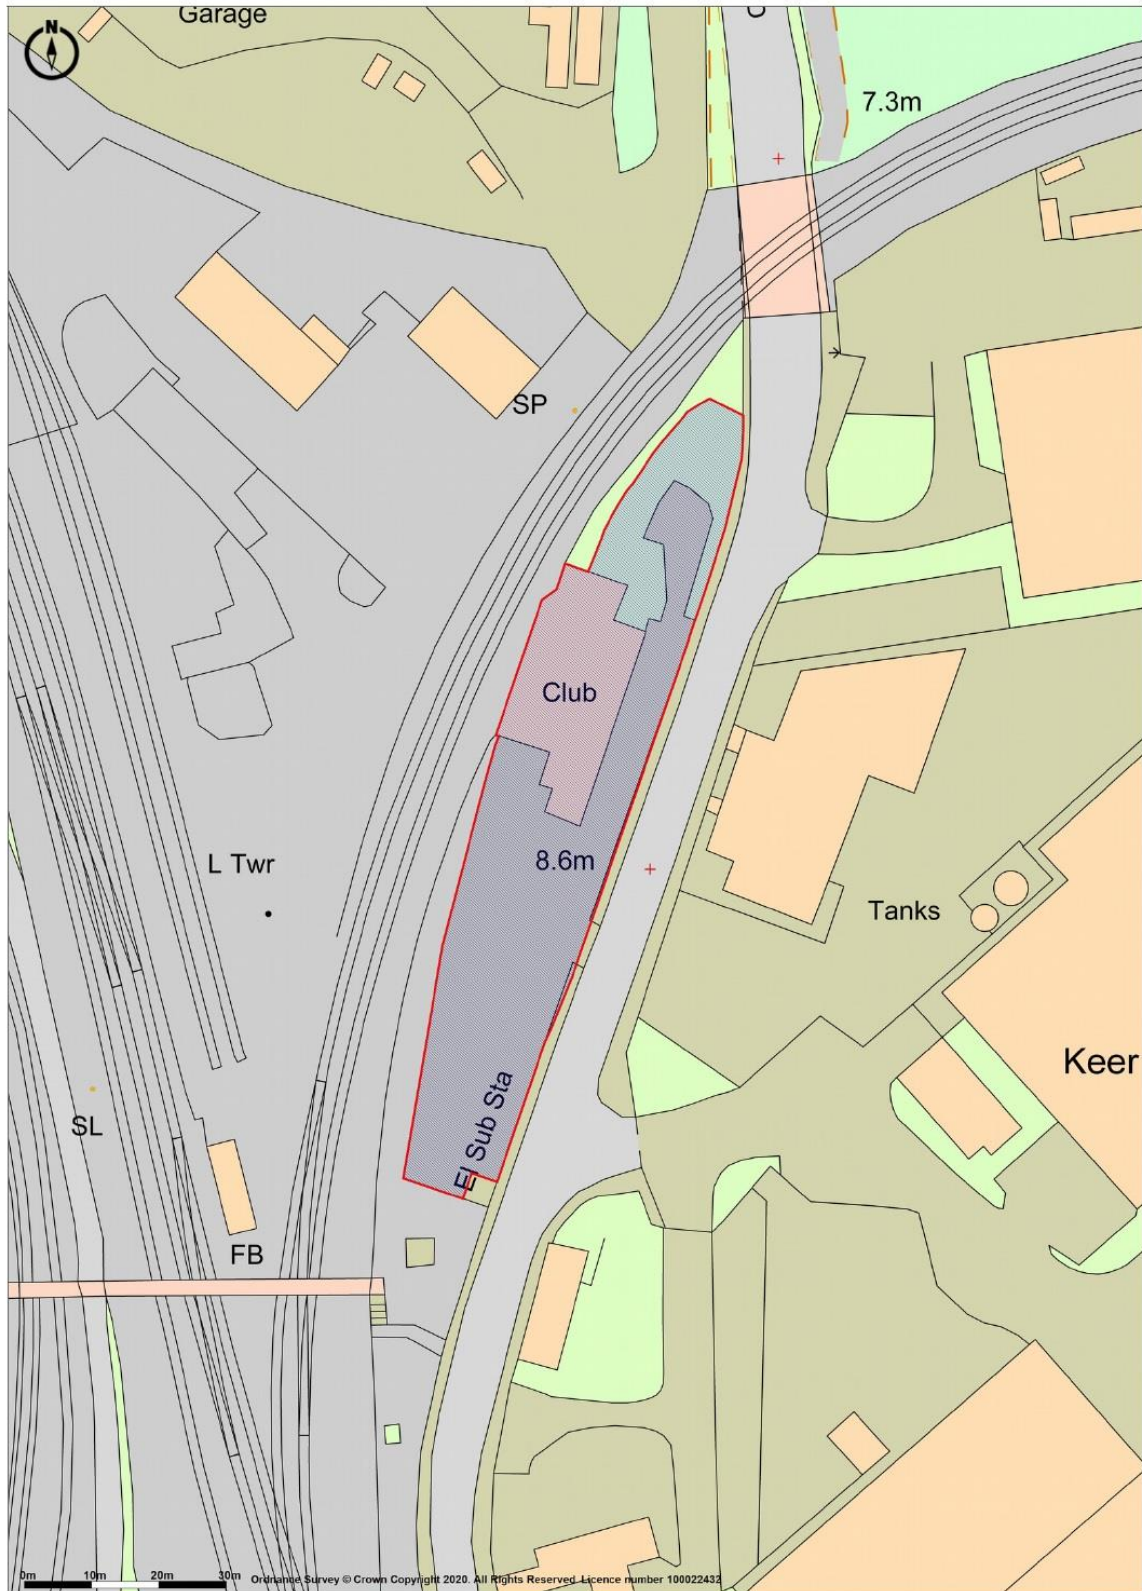 Garage
N
7.3m
SP
Club
8.6m
L Twr
Tanks
Keer
El Sub Sta
SL
FB
0m 10m 20m 30m
Ordnance Survey © Crown Copyright 2020. All Rights Reserved. Licence number 100022432